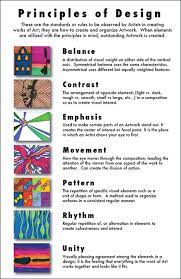 Principles of Design
These are the standards or rules to be observed by Artists in creating
works of Art; they are how to create and organize Artwork. When elements
are utilized with the principles in mind, outstanding Artwork is created.
Balance
A distribution of visual weight on either side of the vertical
axis. Symmetrical balance uses the same characteristics.
Asymmetrical uses different but equally weighted features.
Contrast
The arrangement of opposite elements (light vs. dark,
rough vs. smooth, small vs. large, etc...) in a composition
so as to create visual interest.
Emphasis
Used to make certain parts of an Artwork stand out. It
creates the center of interest or focal point. It is the
place in which an Artist draws your eye to first.
Movement
How the eye moves through the composition; leading the
attention of the viewer from one aspect of the work to
another. Can create the illusion of action.
Pattern
The repetition of specific visual elements such as a
unit of shape or form. A method used to organize
surfaces in a consistent regular manner.
Rhythm
Regular repetition of, or alternation in elements to
create cohesiveness and interest.
Unity
Visually pleasing agreement among the elements in a
design; It is the feeling that everything in the work of Art
works together and looks like it fits.